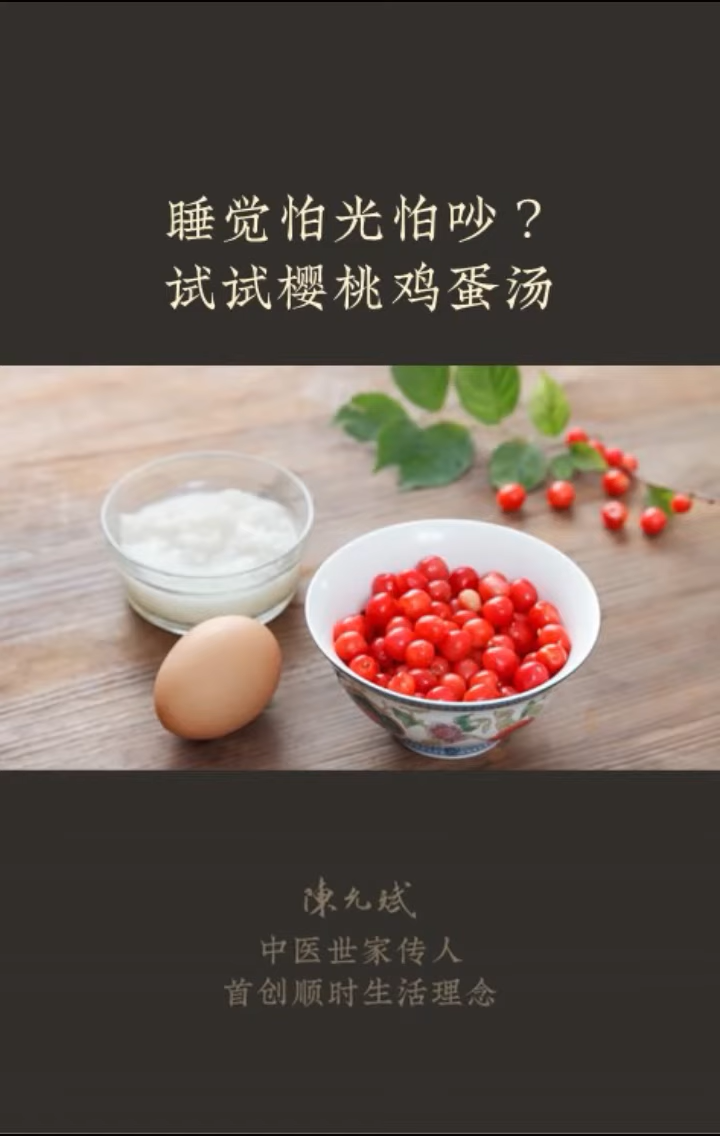 睡觉怕光怕吵？
试试樱桃鸡蛋汤
陳允斌
中医世家传人
首创顺时生活理念